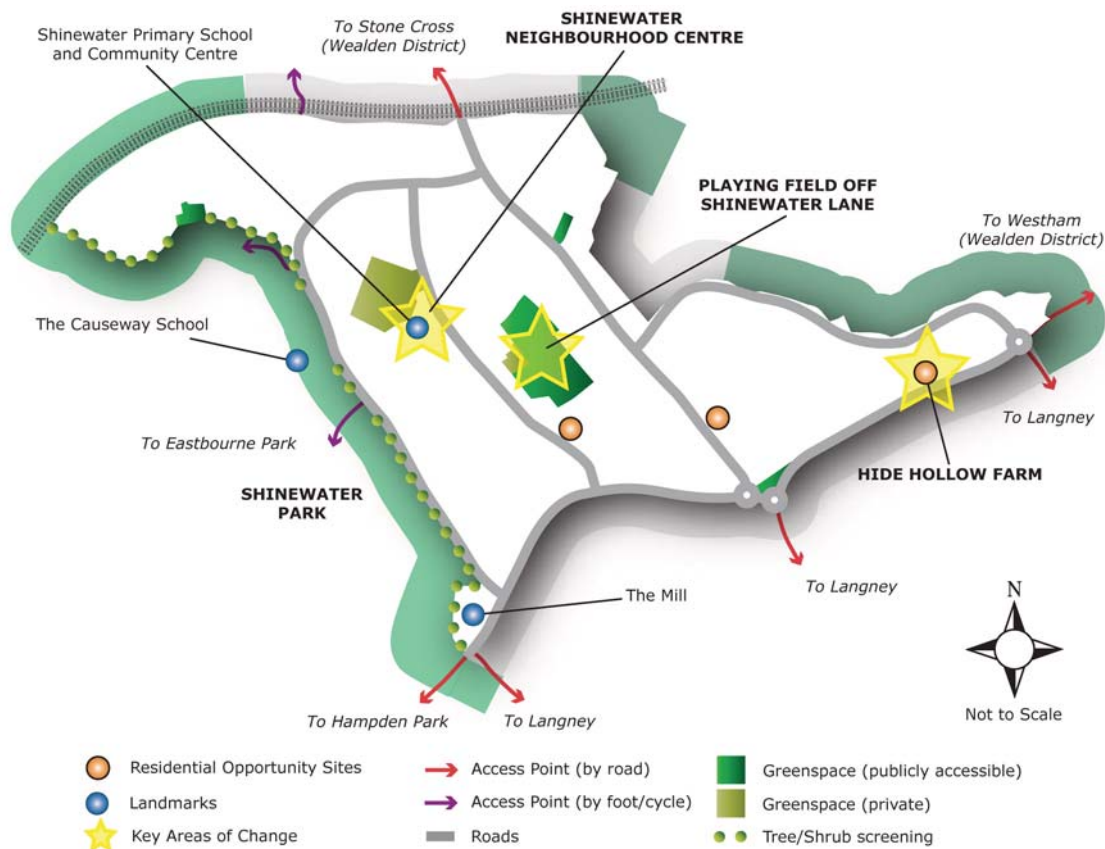 SHINEWATER
NEIGHBOURHOOD CENTRE
To Stone Cross
(Wealden District)
Shinewater Primary School
and Community Centre
PLAYING FIELD OFF
SHINEWATER LANE
To Westham
(Wealden District)
The Causeway School
To Langney
To Eastbourne Park
HIDE HOLLOW FARM
SHINEWATER
PARK
To Langney
The Mill
N
Not to Scale
To Hampden Park
To Langney
Residential Opportunity Sites
Access Point (by road)
Greenspace (publicly accessible)
Landmarks
Access Point (by foot/cycle)
Greenspace (private)
Key Areas of Change
Roads
Tree/Shrub screening